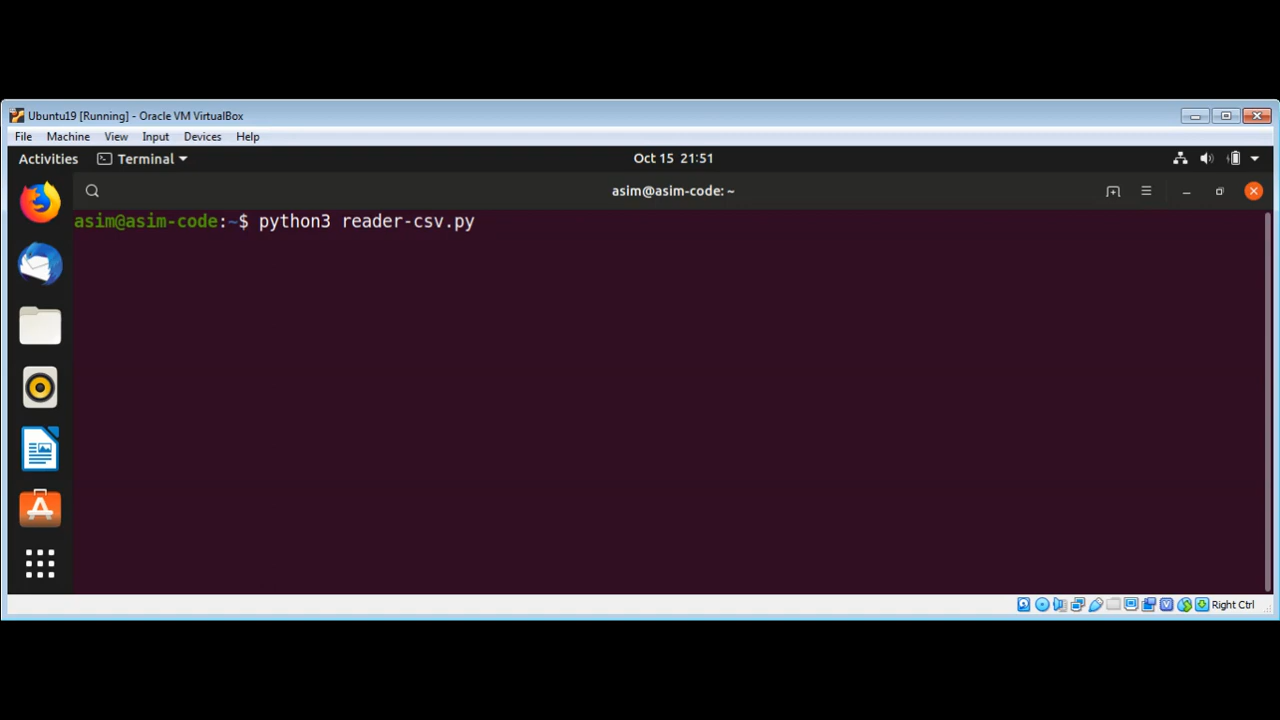 Ubuntu19 [Running] - Oracle VM VirtualBox
File Machine View Input Devices Help
Activities Terminal Oct 15 21:51
asim@asim-code: ~
asim@asim-code:~$ python3 reader-csv.py
Right Ctrl